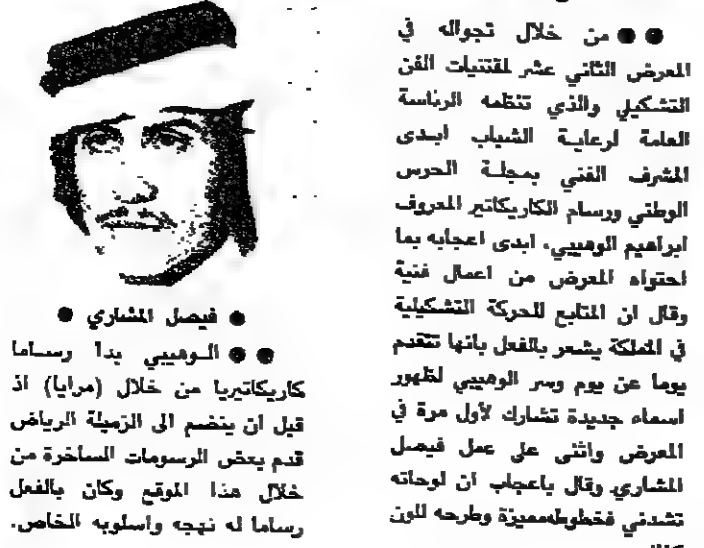 ●● من خلال تجواله في
المعرض الثاني عشر لمقتنيات الفن
التشكيلي والذي تنظمه الرئاسة
العامة لرعاية الشباب ابدى
المشرف الفني بمجلة الحرس
الوطني ورسام الكاريكاتير المعروف
ابراهيم الوهيبي، ابدى اعجابه بما
احتواه المعرض من اعمال فنية
وقال ان المتابع للحركة التشكيلية
في المملكة يشعر بالفعل بانها تتقدم
يوما عن يوم وسر الوهيبي لظهور
اسماء جديدة تشارك لأول مرة في
المعرض واثنى على عمل فيصل
المشاري وقال باعجاب ان لوحاته
تشدني فخطوطه مميزة وطرحه للون
● فيصل المشاري ●
●● الوهيبي بدأ رساما
كاريكاتيريا من خلال (مرايا) اذ
قبل ان ينضم الى الزميلة الرياض
قدم بعض الرسومات الساخرة من
خلال هذا الموقع وكان بالفعل
رساما له نهجه واسلوبه الخاص.